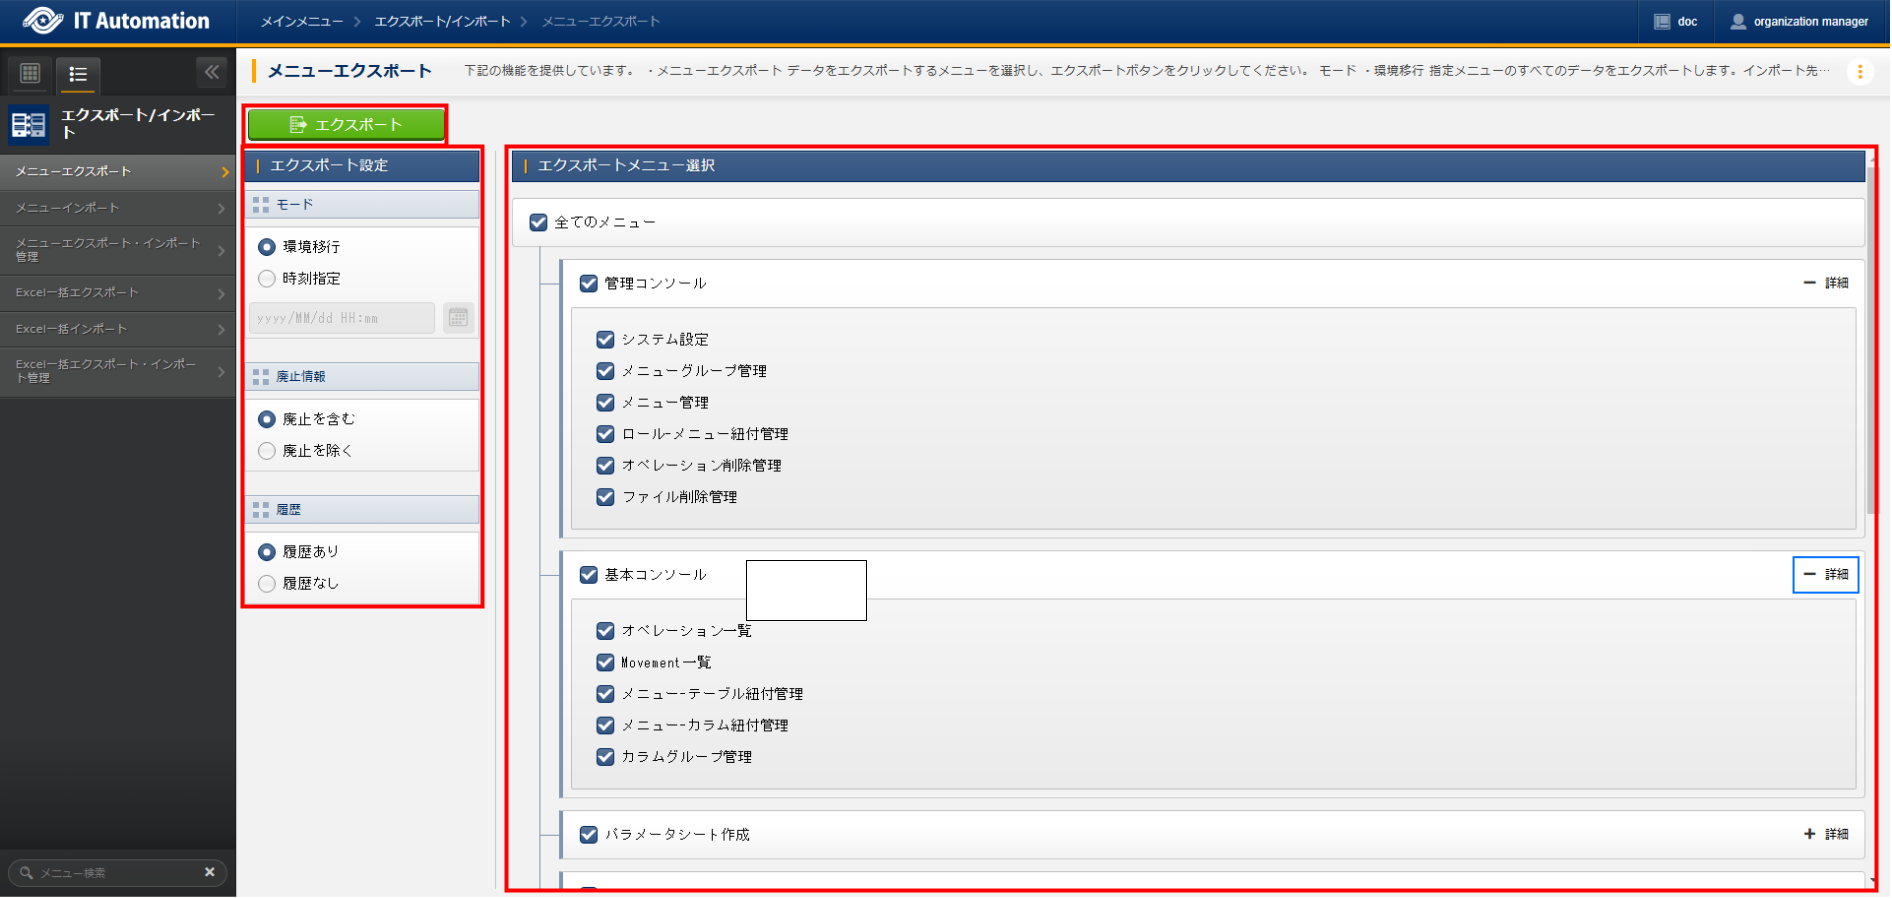 IT Automation
メインメニュー
エクスポート/インポート
メニューエクスポート
doc
organization manager
メニューエクスポート
下記の機能を提供しています。 ・メニューエクスポート データをエクスポートするメニューを選択し、エクスポートボタンをクリックしてください。 モード ・環境移行 指定メニューのすべてのデータをエクスポートします。インポート先…
エクスポート/インポー
ト
メニューエクスポート
メニューインポート
メニューエクスポート・インポート
管理
Excel一括エクスポート
Excel一括インポート
Excel一括エクスポート・インポー
ト管理
メニュー検索
エクスポート
エクスポート設定
モード
環境移行
時刻指定
yyyy/MM/dd HH:mm
廃止情報
廃止を含む
廃止を除く
履歴
履歴あり
履歴なし
エクスポートメニュー選択
全てのメニュー
管理コンソール
詳細
システム設定
メニューグループ管理
メニュー管理
ロール-メニュー紐付管理
オペレーション削除管理
ファイル削除管理
基本コンソール
詳細
オペレーション一覧
Movement一覧
メニュー-テーブル紐付管理
メニュー-カラム紐付管理
カラムグループ管理
パラメータシート作成
詳細